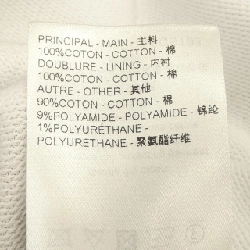 PRINCIPAL - MAIN - 主料
100%COTON - COTTON - 棉
DOUBLURE - LINING - 内衬
100%COTON - COTTON - 棉
AUTRE - OTHER - 其他
90%COTON - COTTON - 棉
9%POLYAMIDE - POLYAMIDE - 锦纶
1%POLYURETHANE -
POLYURETHANE - 聚氨酯纤维